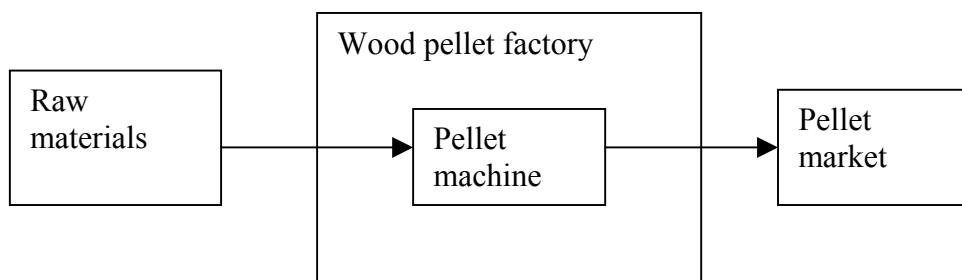 Wood pellet factory
Raw
materials
Pellet
machine
Pellet
market